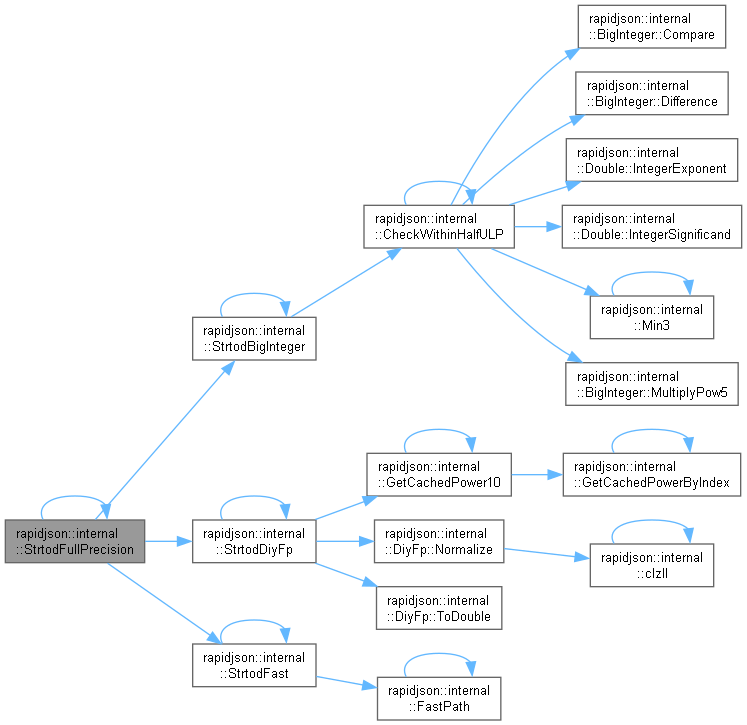 rapidjson::internal
::BigInteger::Compare
rapidjson::internal
::BigInteger::Difference
rapidjson::internal
::Double::IntegerExponent
rapidjson::internal
::CheckWithinHalfULP
rapidjson::internal
::Double::IntegerSignificand
rapidjson::internal
::Min3
rapidjson::internal
::StrtodBigInteger
rapidjson::internal
::BigInteger::MultiplyPow5
rapidjson::internal
::GetCachedPower10
rapidjson::internal
::GetCachedPowerByIndex
rapidjson::internal
::StrtodFullPrecision
rapidjson::internal
::StrtodDiyFp
rapidjson::internal
::DiyFp::Normalize
rapidjson::internal
::clzll
rapidjson::internal
::DiyFp::ToDouble
rapidjson::internal
::StrtodFast
rapidjson::internal
::FastPath